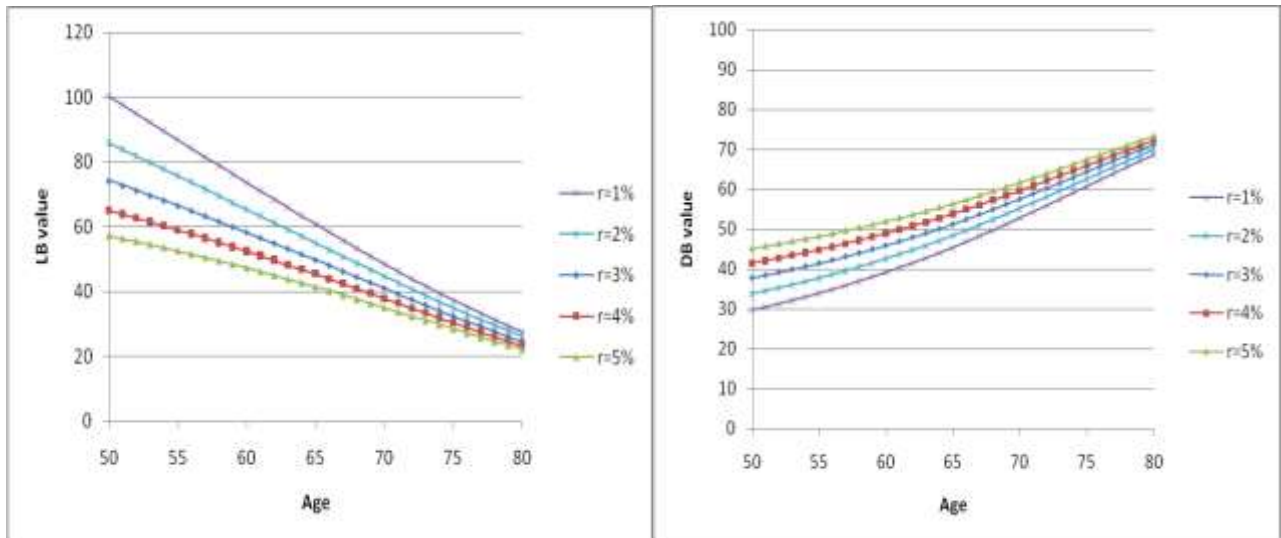 120
100
80
60
40
20
0
LB value
50 55 60 65 70 75 80
Age
r=1%
r=2%
r=3%
r=4%
r=5%
100
90
80
70
60
50
40
30
20
10
0
DB value
50 55 60 65 70 75 80
Age
r=1%
r=2%
r=3%
r=4%
r=5%